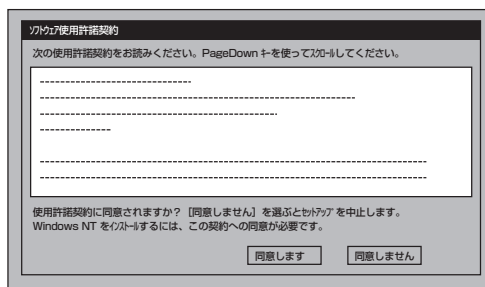 ソフトウェア使用許諾契約
次の使用許諾契約をお読みください。PageDown キーを使ってスクロールしてください。
使用許諾契約に同意されますか？［同意しません］を選ぶとセットアップ を中止します。
Windows NT をインストールするには、この契約への同意が必要です。
同意します
同意しません